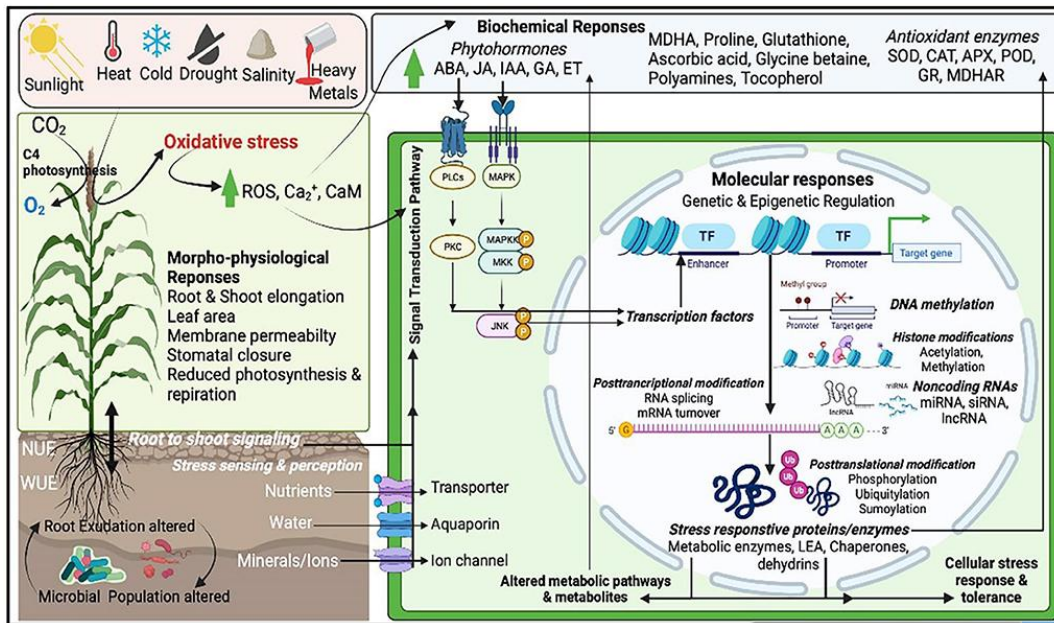 Sunlight
Heat
Cold
Drought
Salinity
Heavy
Metals
Biochemical Reponses
Phytohormones
ABA, JA, IAA, GA, ET
MDHA, Proline, Glutathione,
Ascorbic acid, Glycine betaine,
Polyamines, Tocopherol
Antioxidant enzymes
SOD, CAT, APX, POD,
GR, MDHAR
CO₂
C4
photosynthesis
O₂
Oxidative stress
ROS, Ca₂⁺, CaM
Morpho-physiological
Reponses
Root & Shoot elongation
Leaf area
Membrane permeabilty
Stomatal closure
Reduced photosynthesis &
repiration
Root to shoot signaling
Stress sensing & perception
NUE
WUE
Nutrients
Water
Minerals/Ions
Root Exudation altered
Microbial Population altered
Signal Transduction Pathway
PLCs
MAPK
PKC
MAPKK
P
MKK
P
JNK
P
P
Transporter
Aquaporin
Ion channel
Molecular responses
Genetic & Epigenetic Regulation
TF
TF
Enhancer
Promoter
Target gene
Transcription factors
Methyl group
Promoter
Target gene
DNA methylation
Histone modifications
Acetylation,
Methylation
lncRNA
miRNA
Noncoding RNAs
miRNA, siRNA,
lncRNA
Posttrancriptional modification
RNA splicing
mRNA turnover
5' G A A A 3'
Ub
Ub
Ub
Posttranslational modification
Phosphorylation
Ubiquitylation
Sumoylation
Stress responstive proteins/enzymes
Metabolic enzymes, LEA, Chaperones,
dehydrins
Altered metabolic pathways
& metabolites
Cellular stress
response &
tolerance